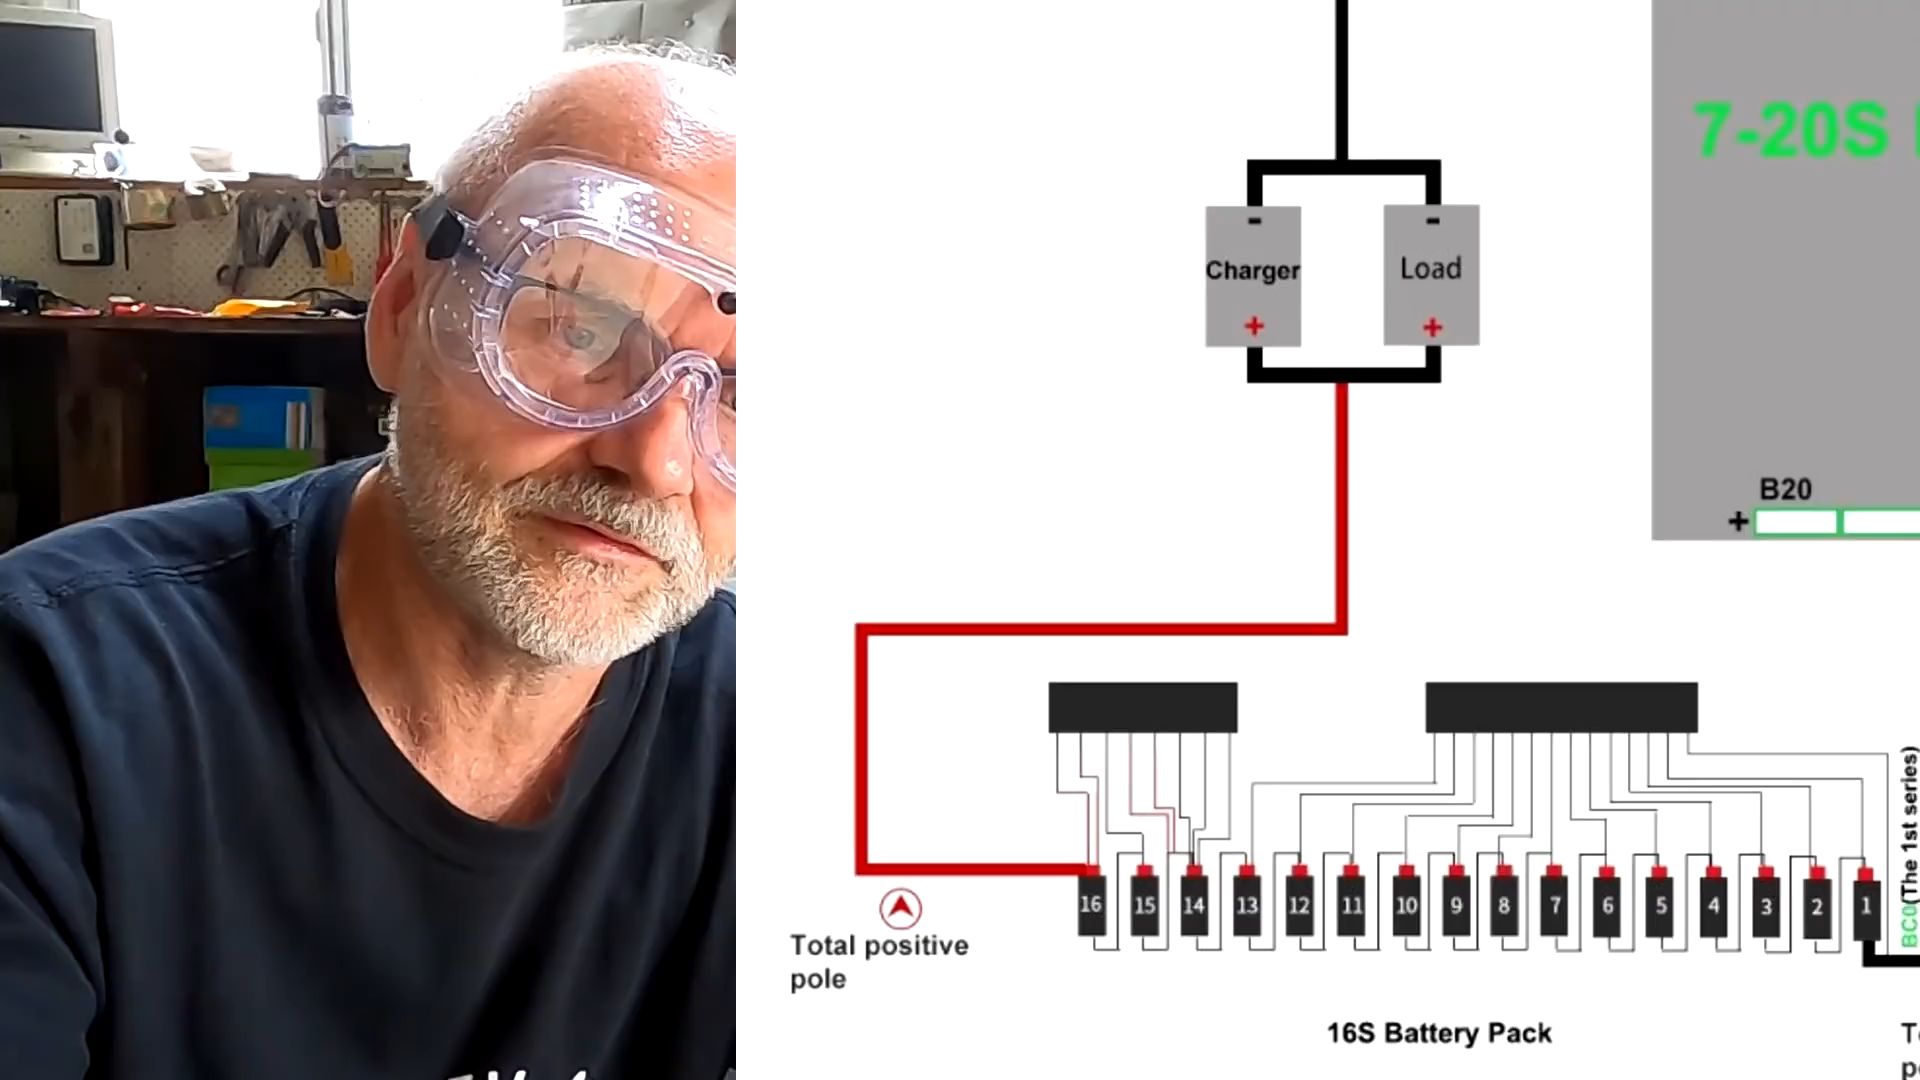 7-20S
-
-
Charger
Load
+
+
B20
+
BC0(The 1st series)
16
15
14
13
12
11
10
9
8
7
6
5
4
3
2
1
Total positive
pole
16S Battery Pack